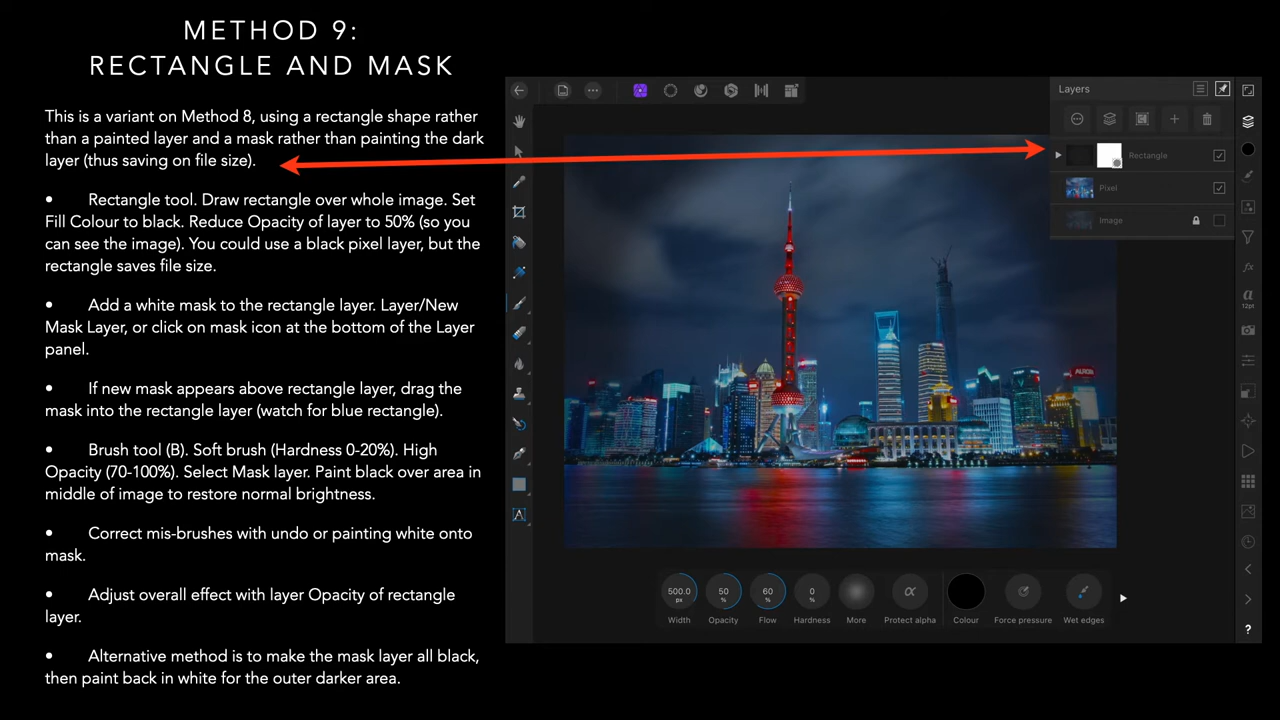 METHOD 9:
RECTANGLE AND MASK
This is a variant on Method 8, using a rectangle shape rather
than a painted layer and a mask rather than painting the dark
layer (thus saving on file size).
• Rectangle tool. Draw rectangle over whole image. Set
Fill Colour to black. Reduce Opacity of layer to 50% (so you
can see the image). You could use a black pixel layer, but the
rectangle saves file size.
• Add a white mask to the rectangle layer. Layer/New
Mask Layer, or click on mask icon at the bottom of the Layer
panel.
• If new mask appears above rectangle layer, drag the
mask into the rectangle layer (watch for blue rectangle).
• Brush tool (B). Soft brush (Hardness 0-20%). High
Opacity (70-100%). Select Mask layer. Paint black over area in
middle of image to restore normal brightness.
• Correct mis-brushes with undo or painting white onto
mask.
• Adjust overall effect with layer Opacity of rectangle
layer.
• Alternative method is to make the mask layer all black,
then paint back in white for the outer darker area.
Layers
Rectangle
Pixel
Image
fx
a
12pt
A
AUROS
500.0 50 60 0 α
px % % %
Width Opacity Flow Hardness More Protect alpha Colour Force pressure Wet edges
?